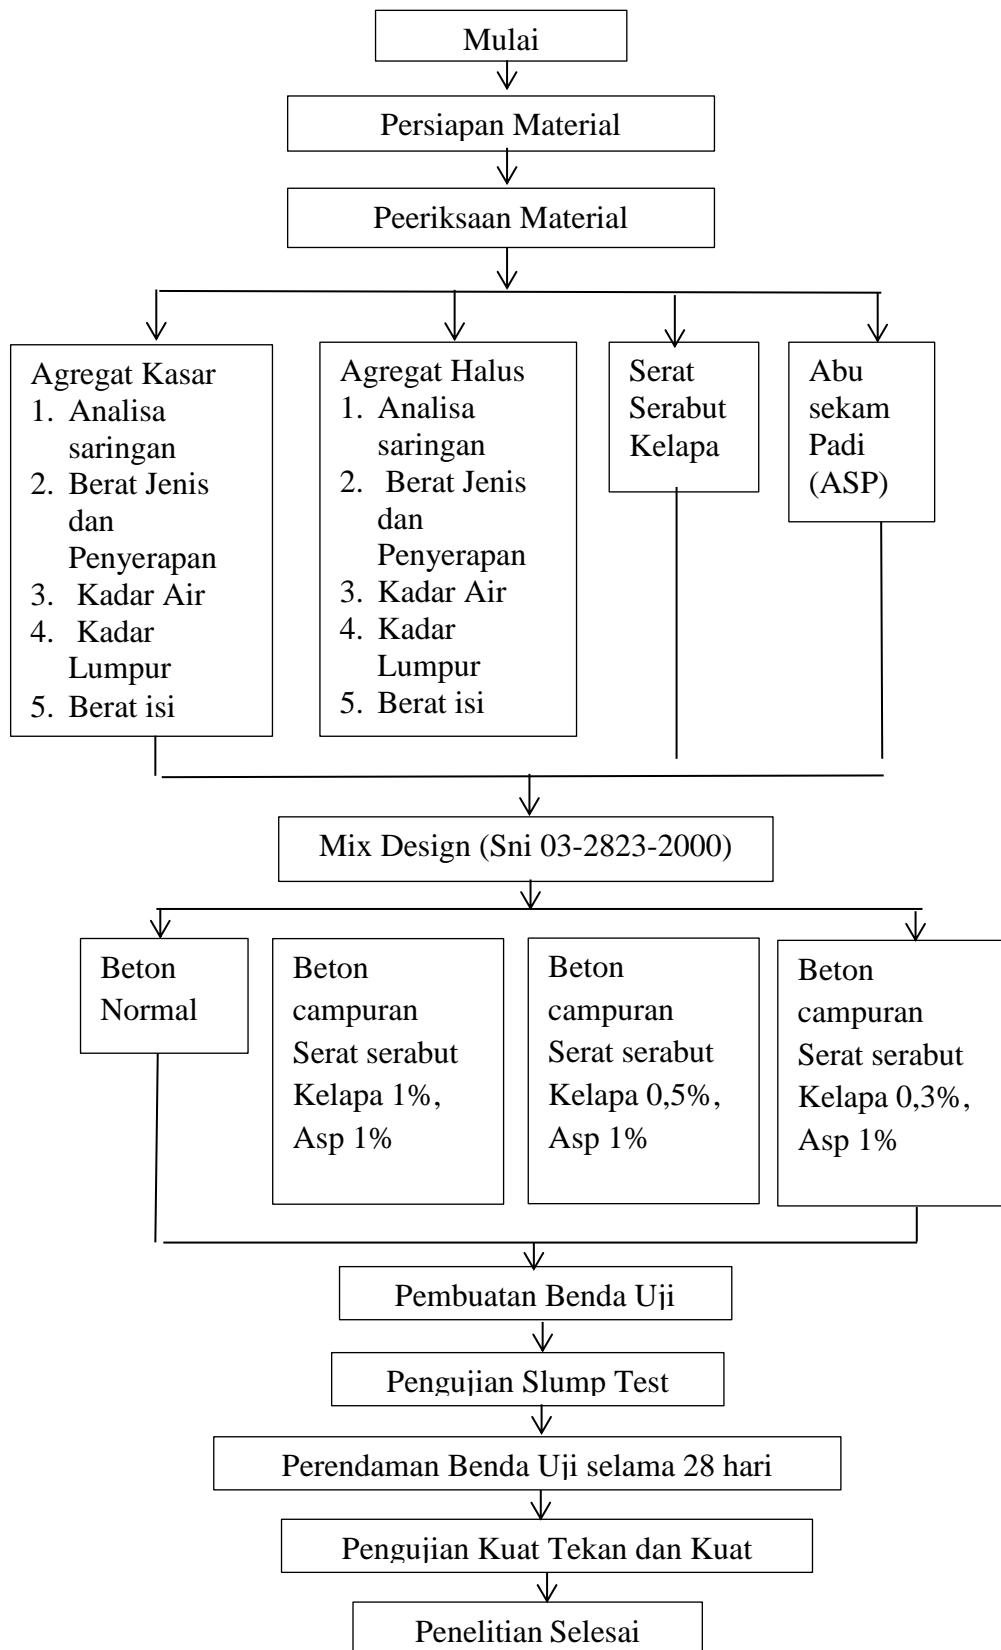 Mulai
Persiapan Material
Peeriksaan Material
Agregat Kasar
1. Analisa
saringan
2. Berat Jenis
dan
Penyerapan
3. Kadar Air
4. Kadar
Lumpur
5. Berat isi
Agregat Halus
1. Analisa
saringan
2. Berat Jenis
dan
Penyerapan
3. Kadar Air
4. Kadar
Lumpur
5. Berat isi
Serat
Serabut
Kelapa
Abu
sekam
Padi
(ASP)
Mix Design (Sni 03-2823-2000)
Beton
Normal
Beton
campuran
Serat serabut
Kelapa 1%,
Asp 1%
Beton
campuran
Serat serabut
Kelapa 0,5%,
Asp 1%
Beton
campuran
Serat serabut
Kelapa 0,3%,
Asp 1%
Pembuatan Benda Uji
Pengujian Slump Test
Perendaman Benda Uji selama 28 hari
Pengujian Kuat Tekan dan Kuat
Penelitian Selesai